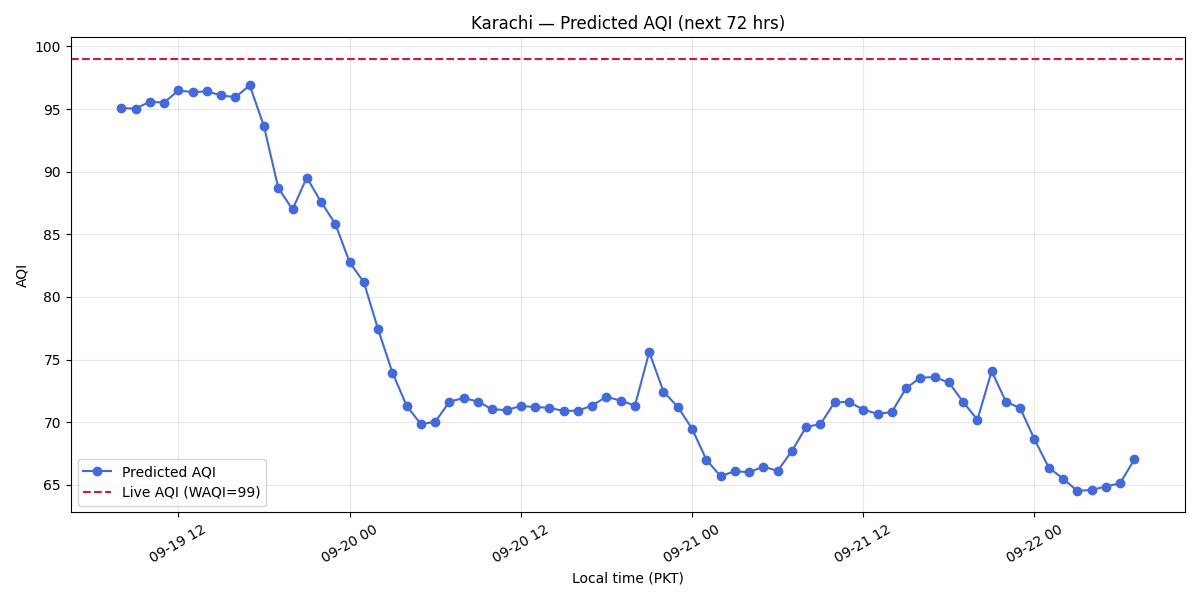 Karachi — Predicted AQI (next 72 hrs)
AQI
100
95
90
85
80
75
70
65
Predicted AQI
Live AQI (WAQI=99)
09-19 12
09-20 00
09-20 12
09-21 00
09-21 12
09-22 00
Local time (PKT)